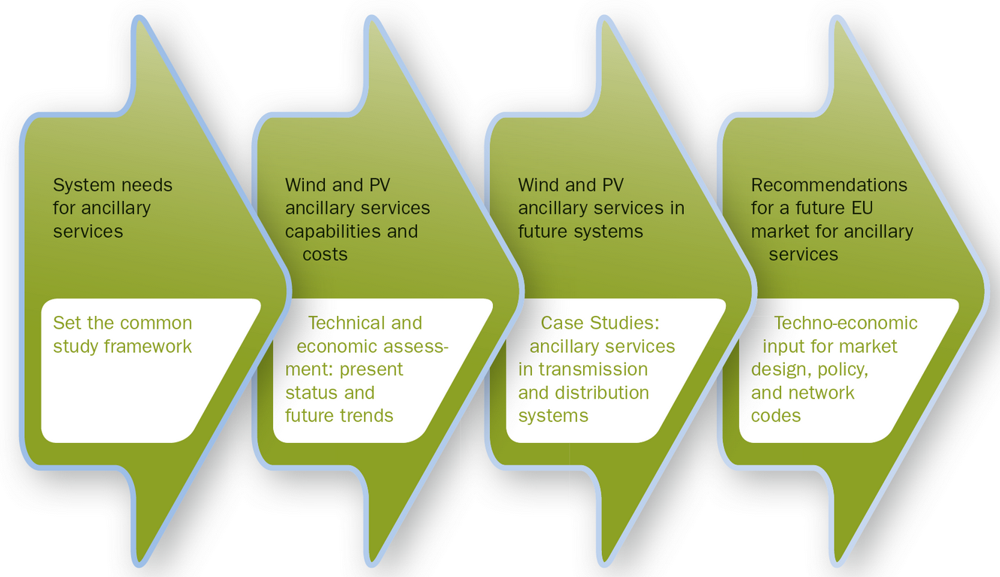 System needs
for ancillary
services
Set the common
study framework
Wind and PV
ancillary services
capabilities and
costs
Technical and
economic assess-
ment: present
status and
future trends
Wind and PV
ancillary services in
future systems
Case Studies:
ancillary services
in transmission
and distribution
systems
Recommendations
for a future EU
market for ancillary
services
Techno-economic
input for market
design, policy,
and network
codes